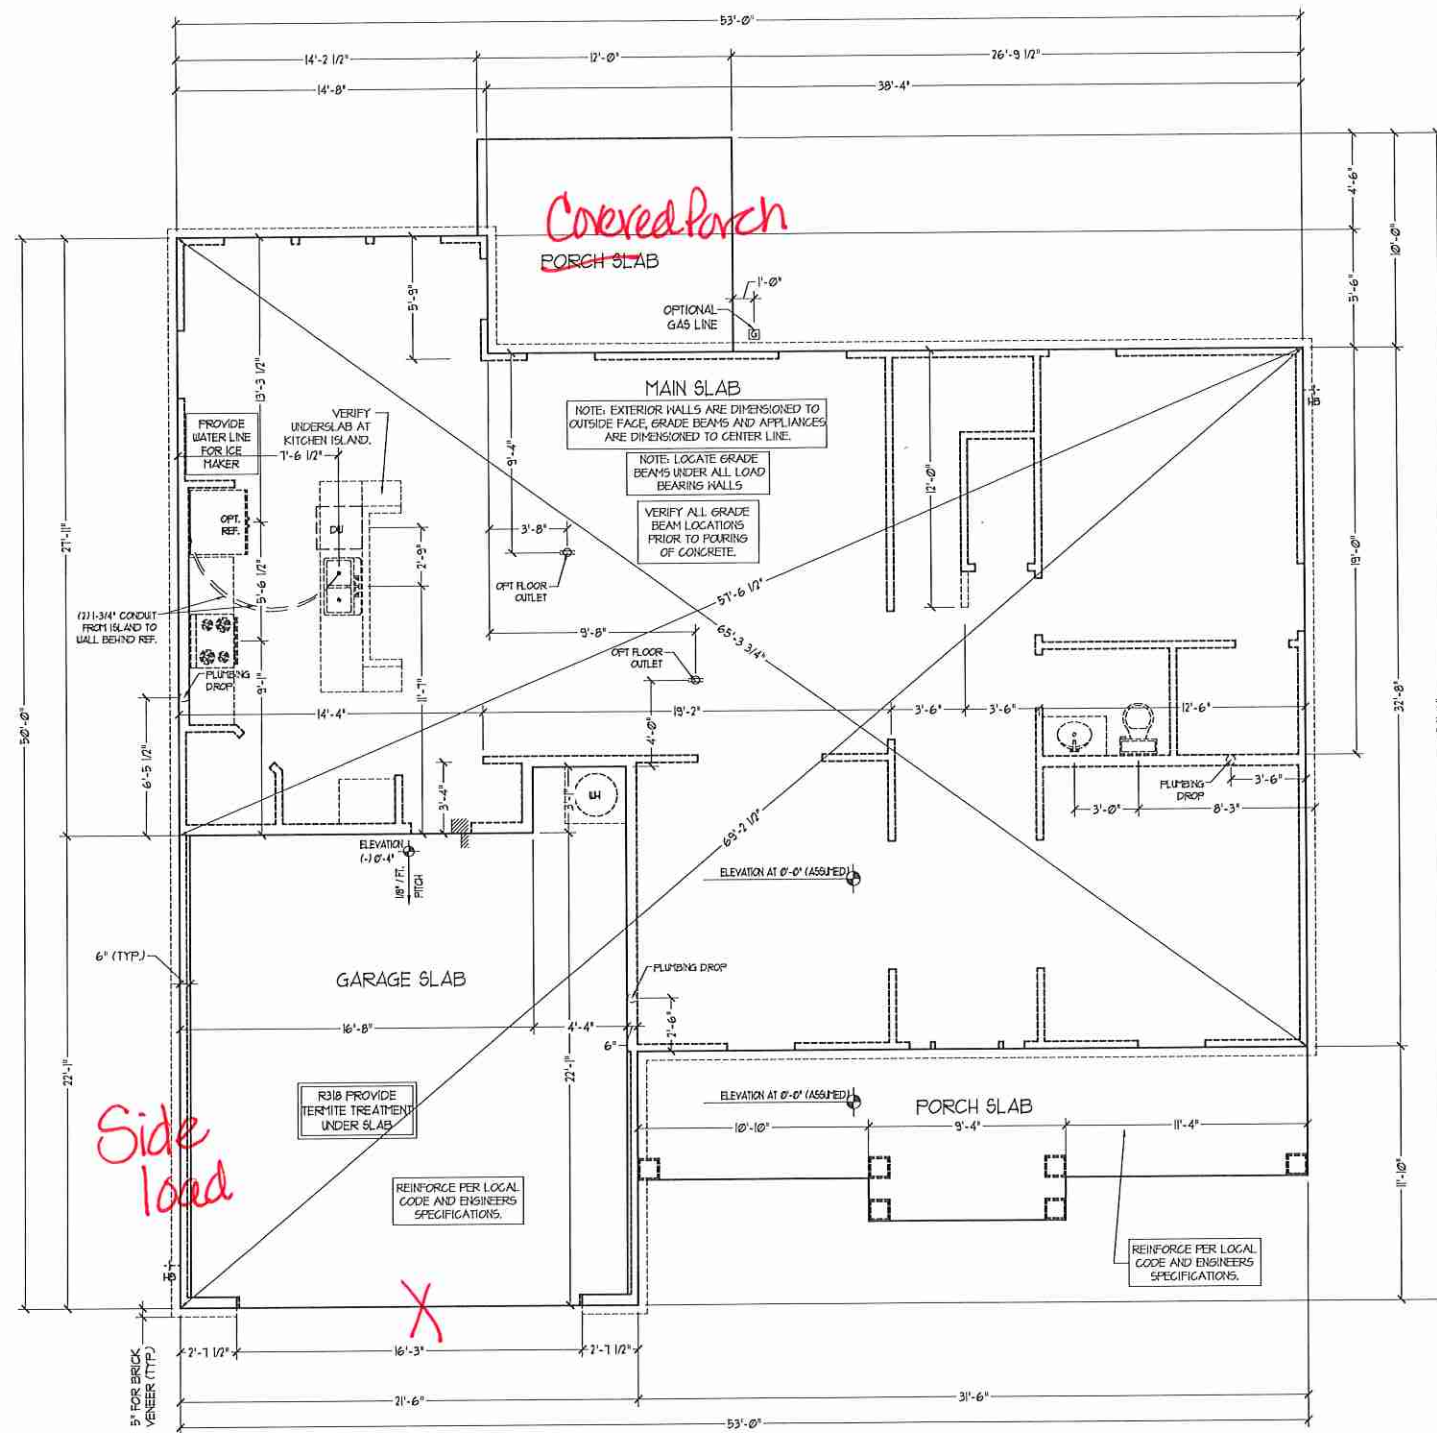 53'-0"
14'-2 1/2"
12'-0"
26'-9 1/2"
14'-8"
38'-4"
4'-6"
10'-0"
5'-6"
Covered Porch
PORCH SLAB
1'-0"
OPTIONAL
GAS LINE
G
5'-9"
13'-3 1/2"
MAIN SLAB
NOTE: EXTERIOR WALLS ARE DIMENSIONED TO
OUTSIDE FACE, GRADE BEAMS AND APPLIANCES
ARE DIMENSIONED TO CENTER LINE.
NOTE: LOCATE GRADE
BEAMS UNDER ALL LOAD
BEARING WALLS
VERIFY ALL GRADE
BEAM LOCATIONS
PRIOR TO POURING
OF CONCRETE.
HB
PROVIDE
WATER LINE
FOR ICE
MAKER
VERIFY
UNDERSLAB AT
KITCHEN ISLAND.
7'-6 1/2"
9'-4"
12'-0"
OPT.
REF.
DW
3'-8"
2'-9"
27'-11"
19'-0"
5'-6 1/2"
OPT FLOOR
OUTLET
57'-6 1/2"
65'-3 3/4"
(2) 1-3/4" CONDUIT
FROM ISLAND TO
WALL BEHIND REF.
9'-8"
OPT FLOOR
OUTLET
PLUMBING
DROP
9'-1"
11'-7"
50'-0"
32'-8"
14'-4"
19'-2"
3'-6"
3'-6"
12'-6"
4'-0"
6'-5 1/2"
3'-4"
3'-1"
WH
PLUMBING
DROP
3'-6"
3'-0"
8'-3"
69'-2 1/2"
ELEVATION
(-) 0'-4"
1/8" / FT.
PITCH
ELEVATION AT 0'-0" (ASSUMED)
6" (TYP.)
GARAGE SLAB
PLUMBING DROP
16'-8"
4'-4"
6"
2'-6"
22'-1"
22'-1"
R318 PROVIDE
TERMITE TREATMENT
UNDER SLAB
ELEVATION AT 0'-0" (ASSUMED)
PORCH SLAB
10'-10"
9'-4"
11'-4"
Side
load
REINFORCE PER LOCAL
CODE AND ENGINEERS
SPECIFICATIONS.
11'-10"
REINFORCE PER LOCAL
CODE AND ENGINEERS
SPECIFICATIONS.
HB
X
5" FOR BRICK
VENEER (TYP.)
2'-7 1/2"
16'-3"
2'-7 1/2"
21'-6"
31'-6"
53'-0"